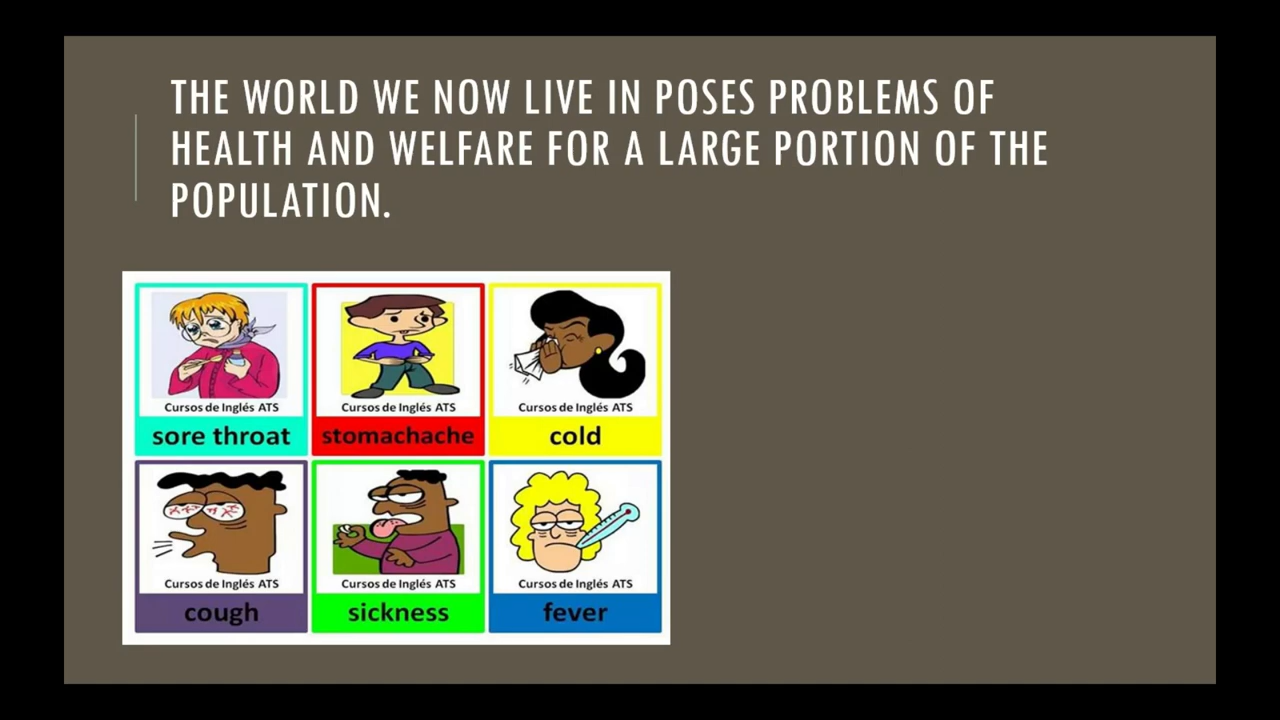 THE WORLD WE NOW LIVE IN POSES PROBLEMS OF
HEALTH AND WELFARE FOR A LARGE PORTION OF THE
POPULATION.
Cursos de Inglés ATS
sore throat
Cursos de Inglés ATS
stomachache
Cursos de Inglés ATS
cold
Cursos de Inglés ATS
cough
Cursos de Inglés ATS
sickness
Cursos de Inglés ATS
fever